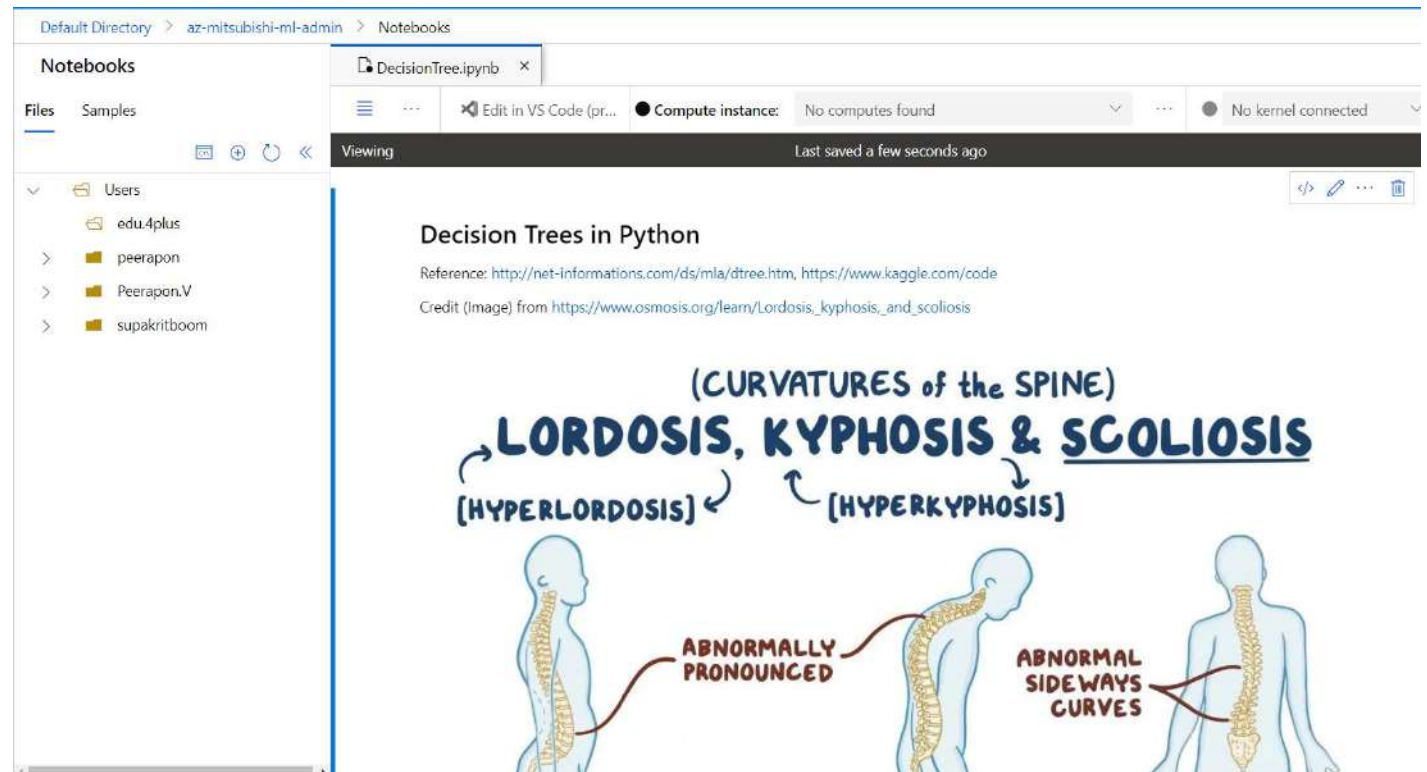 Default Directory > az-mitsubishi-ml-admin > Notebooks
Notebooks
Files Samples
Users
edu.4plus
peerapon
Peerapon.V
supakritboom
DecisionTree.ipynb ×
... Edit in VS Code (pr... Compute instance: No computes found ... No kernel connected
Viewing Last saved a few seconds ago
Decision Trees in Python
Reference: http://net-informations.com/ds/mla/dtree.htm, https://www.kaggle.com/code
Credit (Image) from https://www.osmosis.org/learn/Lordosis,_kyphosis,_and_scoliosis
(CURVATURES of the SPINE)
LORDOSIS, KYPHOSIS & SCOLIOSIS
[HYPERLORDOSIS] [HYPERKYPHOSIS]
ABNORMALLY
PRONOUNCED
ABNORMAL
SIDEWAYS
CURVES